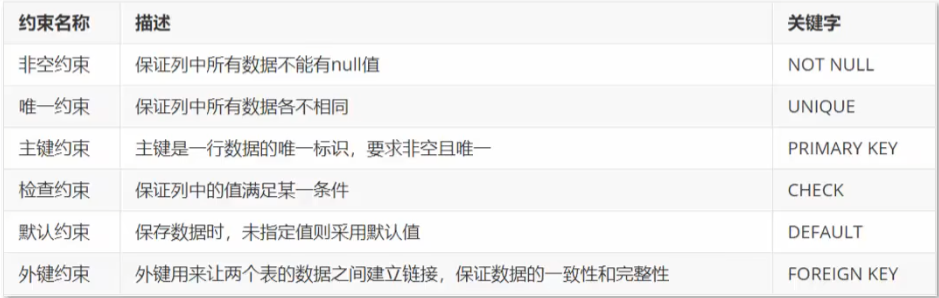 约束名称 描述 关键字
非空约束 保证列中所有数据不能有null值 NOT NULL
唯一约束 保证列中所有数据各不相同 UNIQUE
主键约束 主键是一行数据的唯一标识，要求非空且唯一 PRIMARY KEY
检查约束 保证列中的值满足某一条件 CHECK
默认约束 保存数据时，未指定值则采用默认值 DEFAULT
外键约束 外键用来让两个表的数据之间建立链接，保证数据的一致性和完整性 FOREIGN KEY